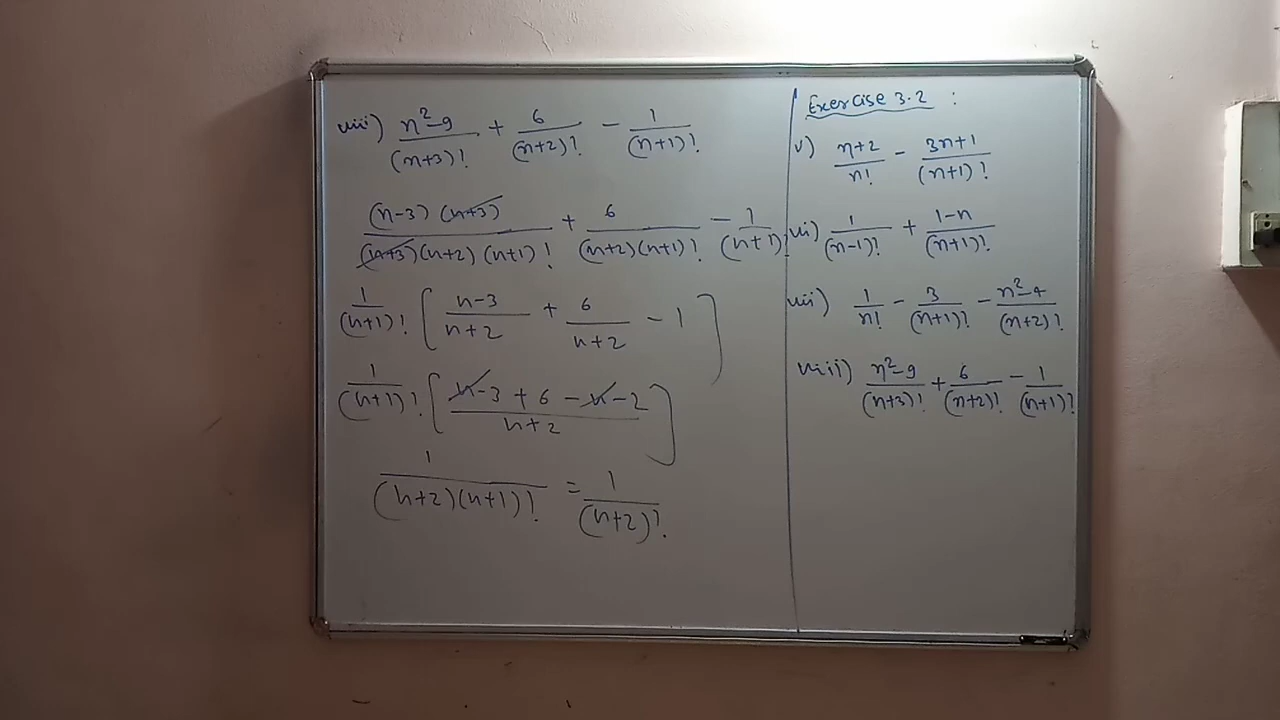 viii) n²-9/(n+3)! + 6/(n+2)! - 1/(n+1)!
(n-3)(n+3)/(n+3)(n+2)(n+1)! + 6/(n+2)(n+1)! - 1/(n+1)!
1/(n+1)! [ n-3/n+2 + 6/n+2 - 1 ]
1/(n+1)! [ n-3+6-n-2/n+2 ]
1/(n+2)(n+1)! = 1/(n+2)!
Exercise 3.2 :
v) n+2/n! - 3n+1/(n+1)!
vi) 1/(n-1)! + 1-n/(n+1)!
vii) 1/n! - 3/(n+1)! - n²-4/(n+2)!
viii) n²-9/(n+3)! + 6/(n+2)! - 1/(n+1)!